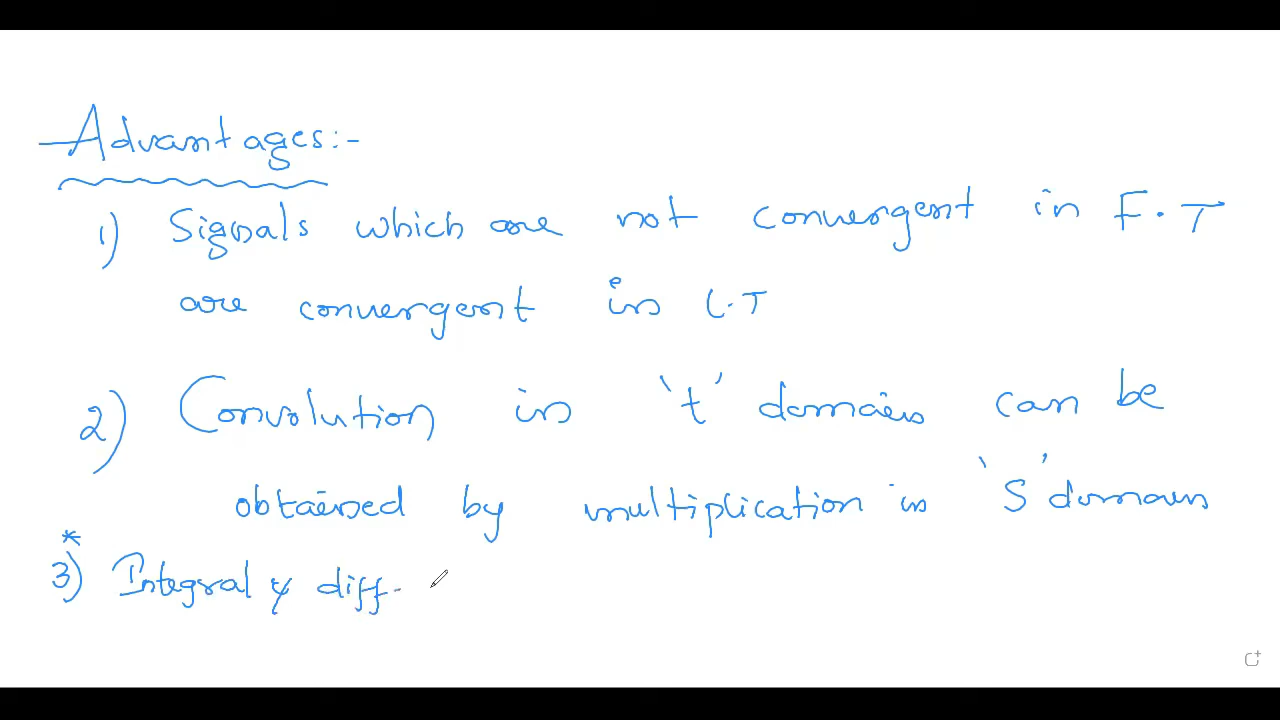 Advantages:-
1) Signals which are not convergent in F.T
are convergent in L.T
2) Convolution in 't' domain can be
obtained by multiplication in 'S' domain
*
3) Integral & diff.